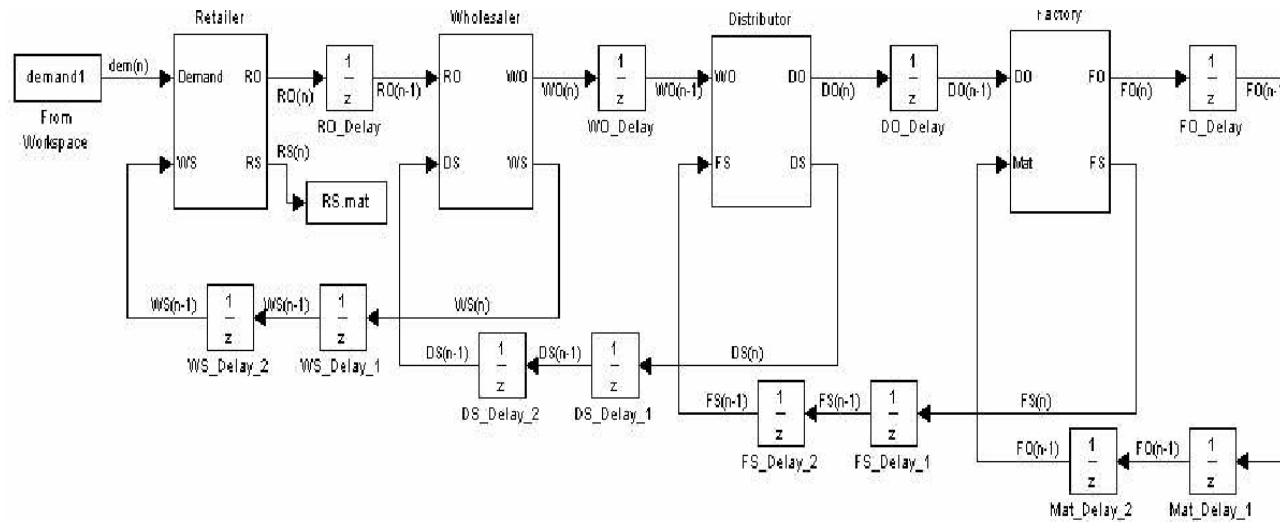 Retailer
Wholesaler
Distributor
Factory
demand1
From
Workspace
dem(n)
Demand
RO
WS
RS
RO(n)
1
z
RO_Delay
RO(n-1)
RS(n)
RS.mat
RO
WO
DS
WS
WO(n)
1
z
WO_Delay
WO(n-1)
WO
DO
FS
DS
DO(n)
1
z
DO_Delay
DO(n-1)
DO
FO
Mat
FS
FO(n)
1
z
FO_Delay
FO(n-1
WS(n-1)
1
z
WS_Delay_2
WS(n-1)
1
z
WS_Delay_1
WS(n)
DS(n-1)
1
z
DS_Delay_2
DS(n-1)
1
z
DS_Delay_1
DS(n)
FS(n-1)
1
z
FS_Delay_2
FS(n-1)
1
z
FS_Delay_1
FS(n)
FO(n-1)
1
z
Mat_Delay_2
FO(n-1)
1
z
Mat_Delay_1